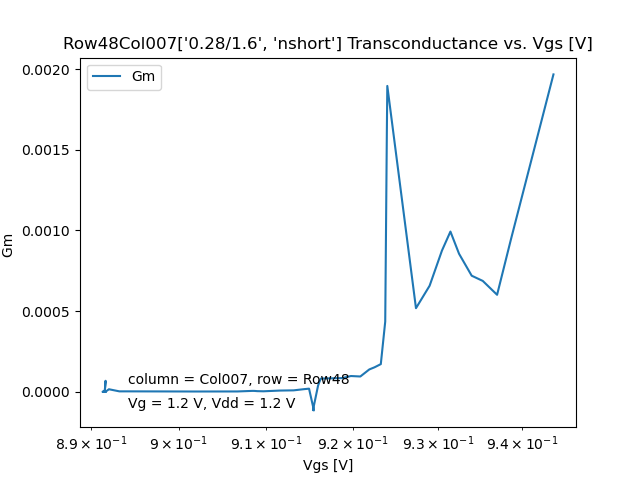 Row48Col007['0.28/1.6', 'nshort'] Transconductance vs. Vgs [V]
Gm
0.0020
0.0015
0.0010
0.0005
0.0000
Gm
column = Col007, row = Row48
Vg = 1.2 V, Vdd = 1.2 V
8.9 × 10⁻¹ 9 × 10⁻¹ 9.1 × 10⁻¹ 9.2 × 10⁻¹ 9.3 × 10⁻¹ 9.4 × 10⁻¹
Vgs [V]